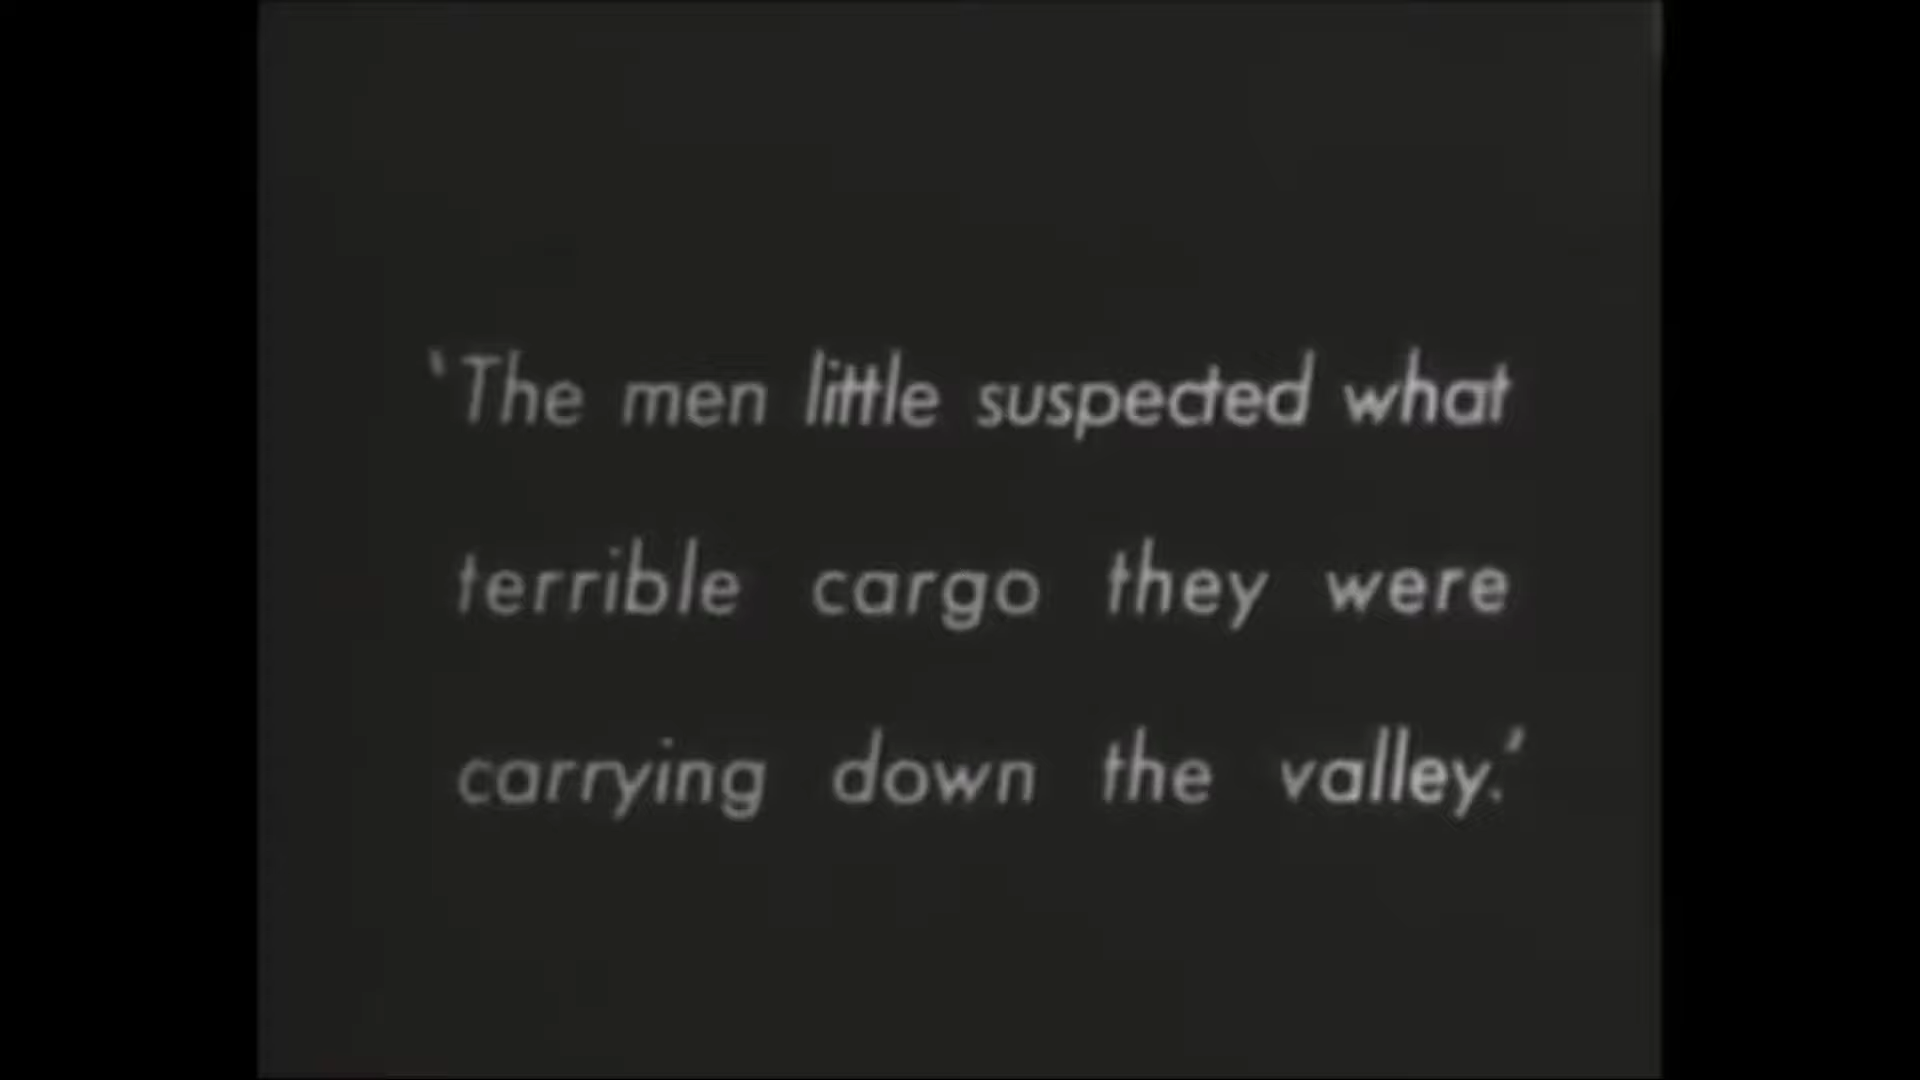 ‘The men little suspected what
terrible cargo they were
carrying down the valley.’